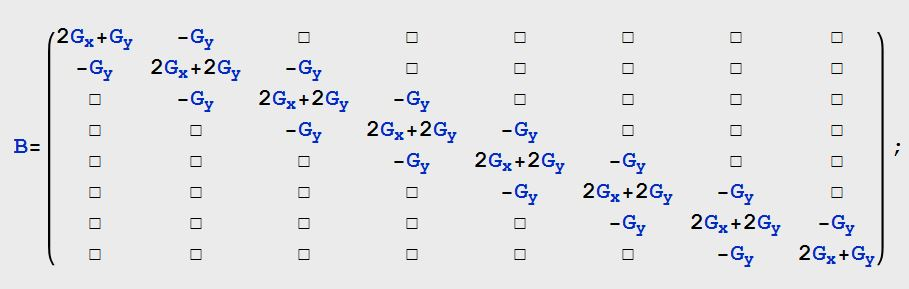 2Gx+Gy -Gy □ □ □ □ □ □
-Gy 2Gx+2Gy -Gy □ □ □ □ □
□ -Gy 2Gx+2Gy -Gy □ □ □ □
□ □ -Gy 2Gx+2Gy -Gy □ □ □
B= □ □ □ -Gy 2Gx+2Gy -Gy □ □ ;
□ □ □ □ -Gy 2Gx+2Gy -Gy □
□ □ □ □ □ -Gy 2Gx+2Gy -Gy
□ □ □ □ □ □ -Gy 2Gx+Gy